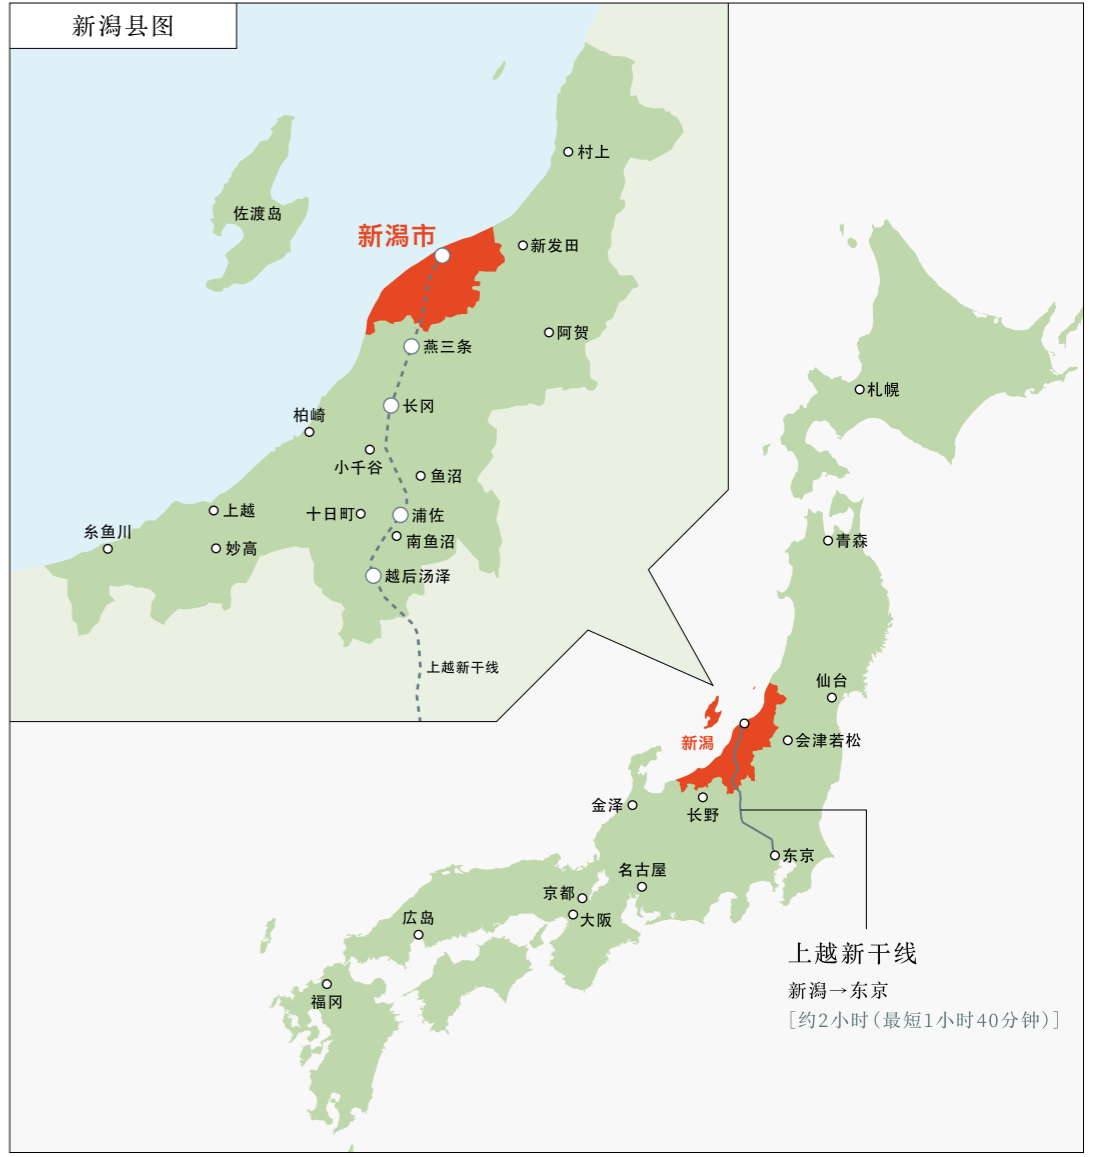 新潟县图
村上
佐渡岛
新潟市
新发田
阿贺
燕三条
长冈
柏崎
小千谷
鱼沼
上越
十日町
浦佐
糸鱼川
妙高
南鱼沼
越后汤泽
上越新干线
札幌
青森
仙台
新潟
会津若松
金泽
长野
东京
名古屋
京都
大阪
広岛
福冈
上越新干线
新潟→东京
［约2小时（最短1小时40分钟）］